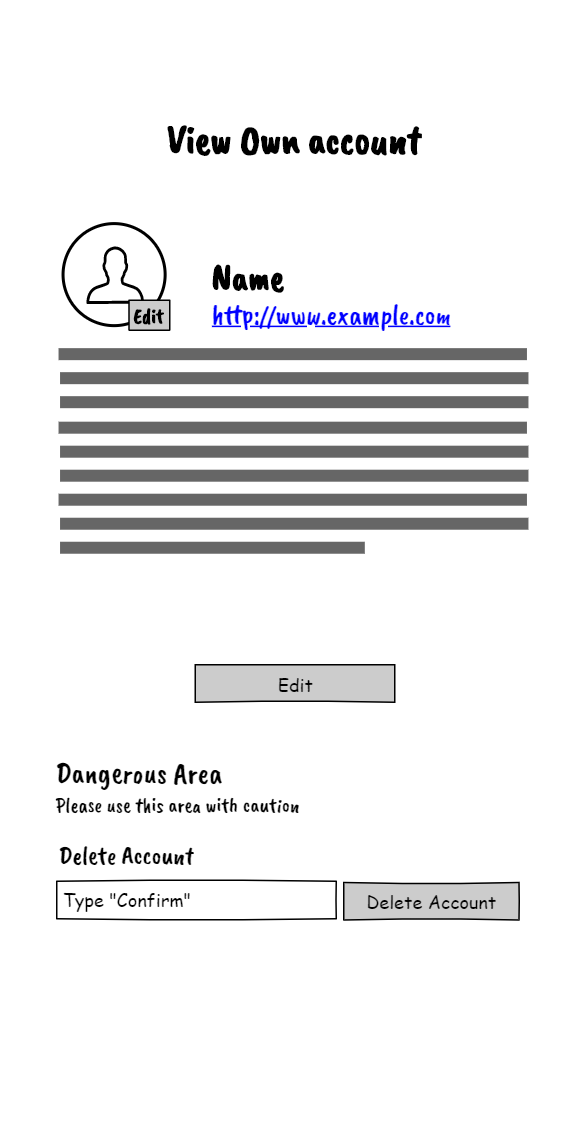 View Own account
Name
Edit
http://www.example.com
Edit
Dangerous Area
Please use this area with caution
Delete Account
Type "Confirm"
Delete Account